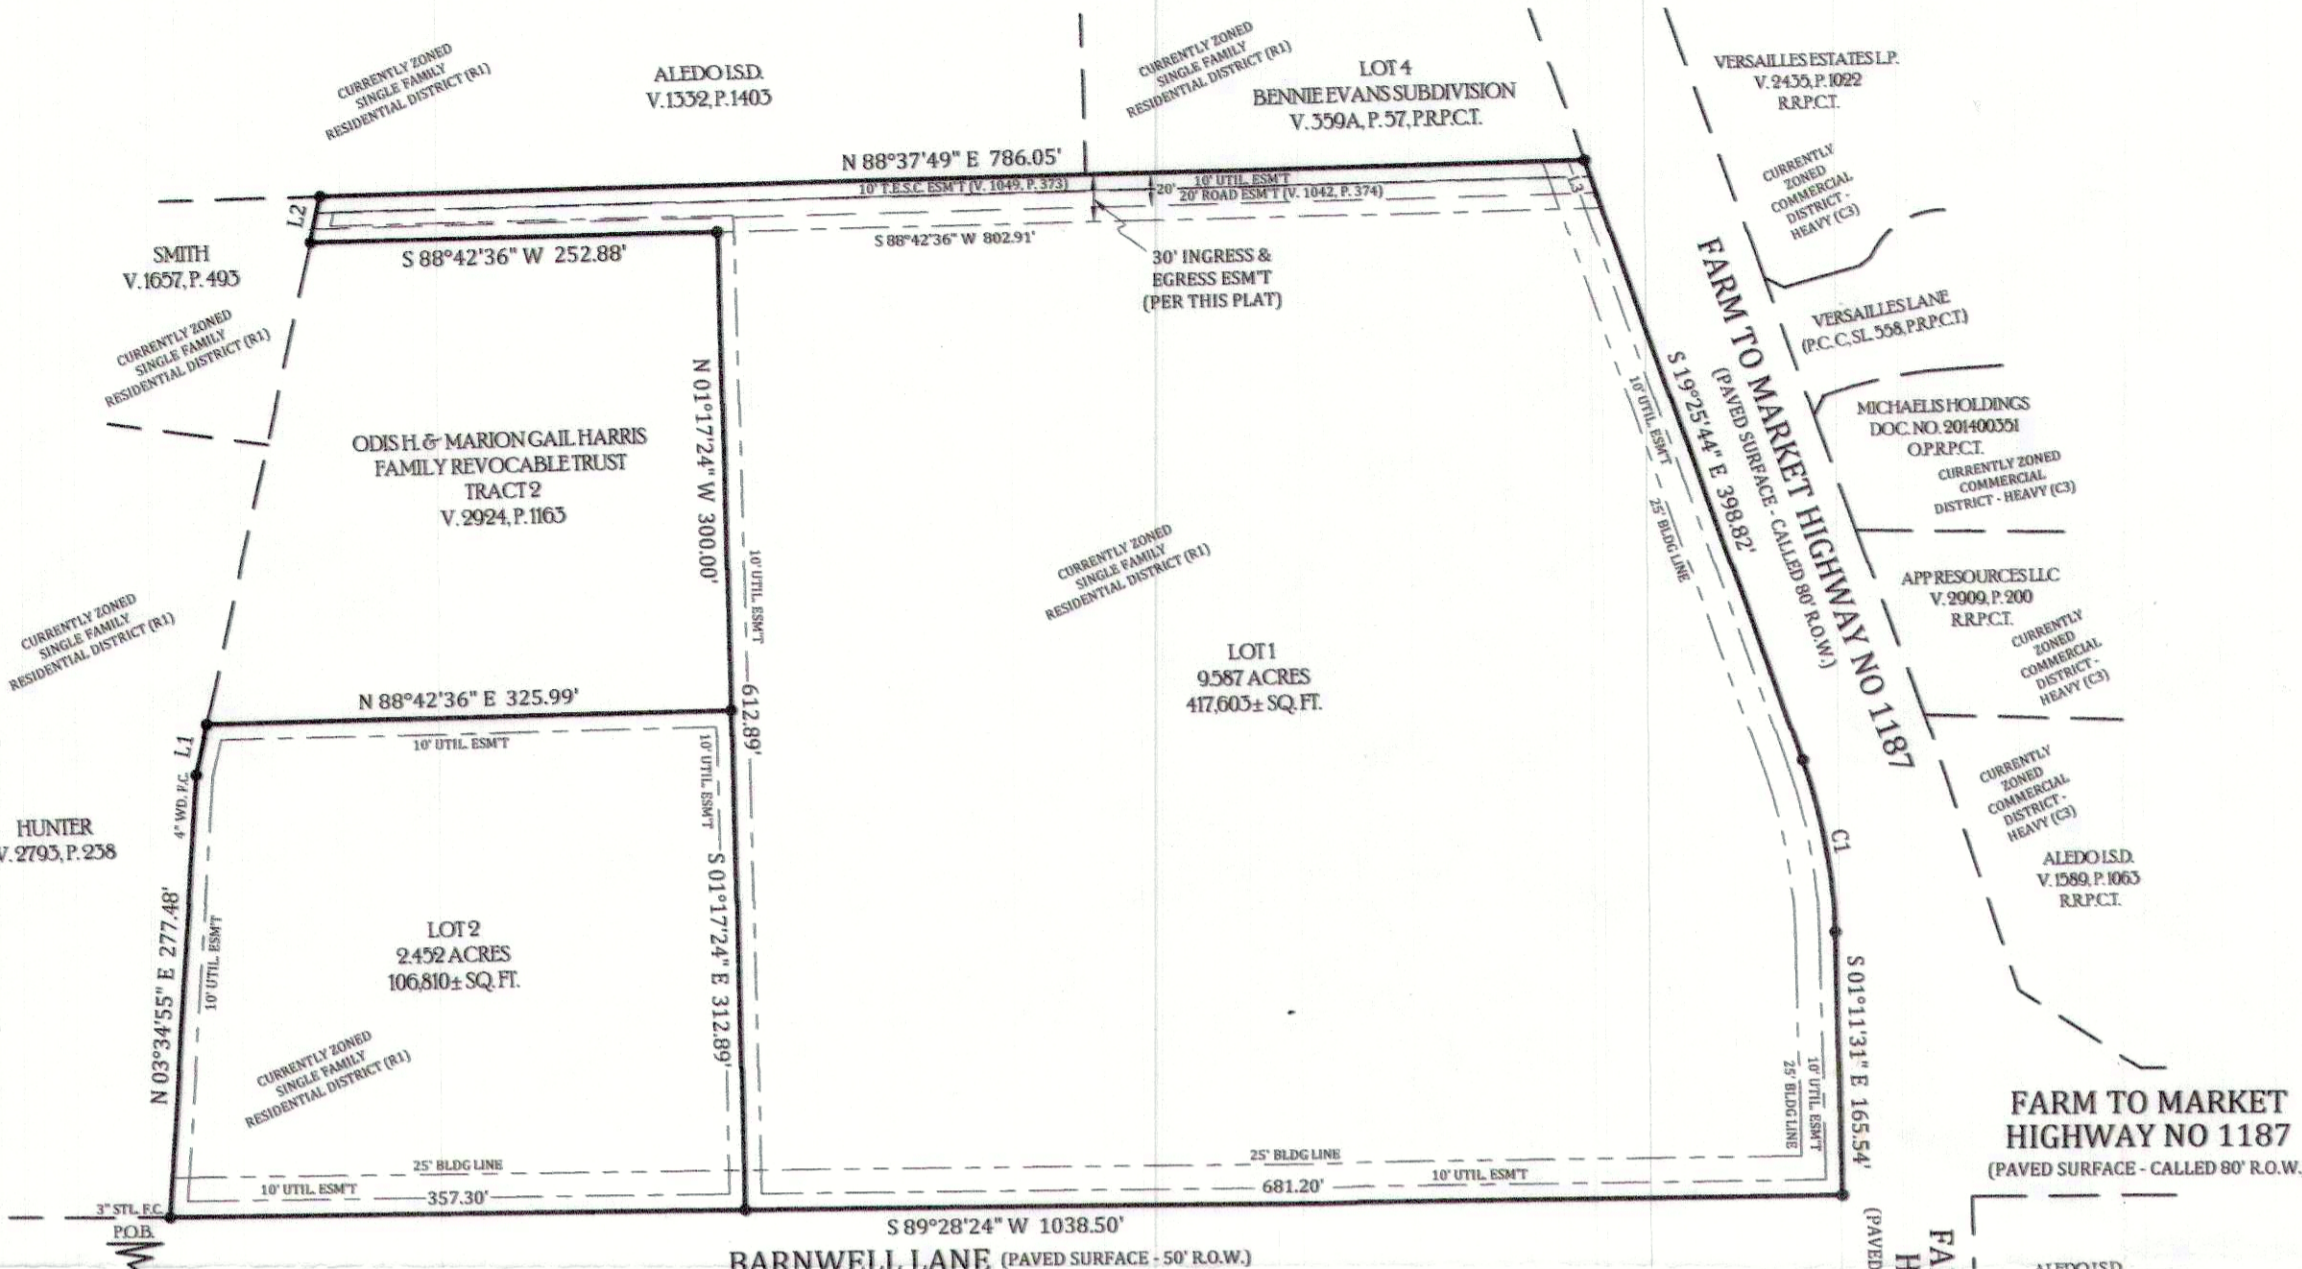 CURRENTLY ZONED
SINGLE FAMILY
RESIDENTIAL DISTRICT (R1)
ALEDO I.S.D.
V. 1332, P. 1403
CURRENTLY ZONED
SINGLE FAMILY
RESIDENTIAL DISTRICT (R1)
LOT 4
BENNIE EVANS SUBDIVISION
V. 359A, P. 57, P.R.P.C.T.
VERSAILLES ESTATES L.P.
V. 2435, P. 1022
R.R.P.C.T.
CURRENTLY
ZONED
COMMERCIAL
DISTRICT -
HEAVY (C3)
N 88°37'49" E 786.05'
10' T.E.S.C. ESM'T (V. 1049, P. 373)
20'
10' UTIL. ESM'T
20' ROAD ESM'T (V. 1042, P. 374)
L3
L2
S 88°42'36" W 252.88'
S 88°42'36" W 802.91'
30' INGRESS &
EGRESS ESM'T
(PER THIS PLAT)
SMITH
V. 1657, P. 493
CURRENTLY ZONED
SINGLE FAMILY
RESIDENTIAL DISTRICT (R1)
VERSAILLES LANE
(P.C. C, SL. 558, P.R.P.C.T.)
FARM TO MARKET HIGHWAY NO 1187
(PAVED SURFACE - CALLED 80' R.O.W.)
S 19°25'44" E 398.82'
10' UTIL. ESM'T
25' BLDG LINE
MICHAELIS HOLDINGS
DOC. NO. 201400351
O.P.R.P.C.T.
CURRENTLY ZONED
COMMERCIAL
DISTRICT - HEAVY (C3)
ODIS H. & MARION GAIL HARRIS
FAMILY REVOCABLE TRUST
TRACT 2
V. 2924, P. 1163
N 01°17'24" W 300.00'
10' UTIL. ESM'T
612.89'
CURRENTLY ZONED
SINGLE FAMILY
RESIDENTIAL DISTRICT (R1)
APP RESOURCES LLC
V. 2909, P. 200
R.R.P.C.T.
CURRENTLY
ZONED
COMMERCIAL
DISTRICT -
HEAVY (C3)
CURRENTLY ZONED
SINGLE FAMILY
RESIDENTIAL DISTRICT (R1)
LOT 1
9.587 ACRES
417,603± SQ. FT.
N 88°42'36" E 325.99'
10' UTIL. ESM'T
L1
4" WD. F.C.
10' UTIL. ESM'T
CURRENTLY
ZONED
COMMERCIAL
DISTRICT -
HEAVY (C3)
HUNTER
V. 2793, P. 238
C1
ALEDO I.S.D.
V. 1589, P. 1063
R.R.P.C.T.
N 03°34'55" E 277.48'
10' UTIL. ESM'T
LOT 2
2.452 ACRES
106,810± SQ. FT.
S 01°17'24" E 312.89'
S 01°11'31" E 165.54'
CURRENTLY ZONED
SINGLE FAMILY
RESIDENTIAL DISTRICT (R1)
25' BLDG LINE
10' UTIL. ESM'T
FARM TO MARKET
HIGHWAY NO 1187
(PAVED SURFACE - CALLED 80' R.O.W.
25' BLDG LINE
25' BLDG LINE
10' UTIL. ESM'T
357.30'
681.20'
10' UTIL. ESM'T
3" STL. F.C.
P.O.B.
S 89°28'24" W 1038.50'
BARNWELL LANE (PAVED SURFACE - 50' R.O.W.)
(PAVED
FA
H
ALEDO I.S.D.